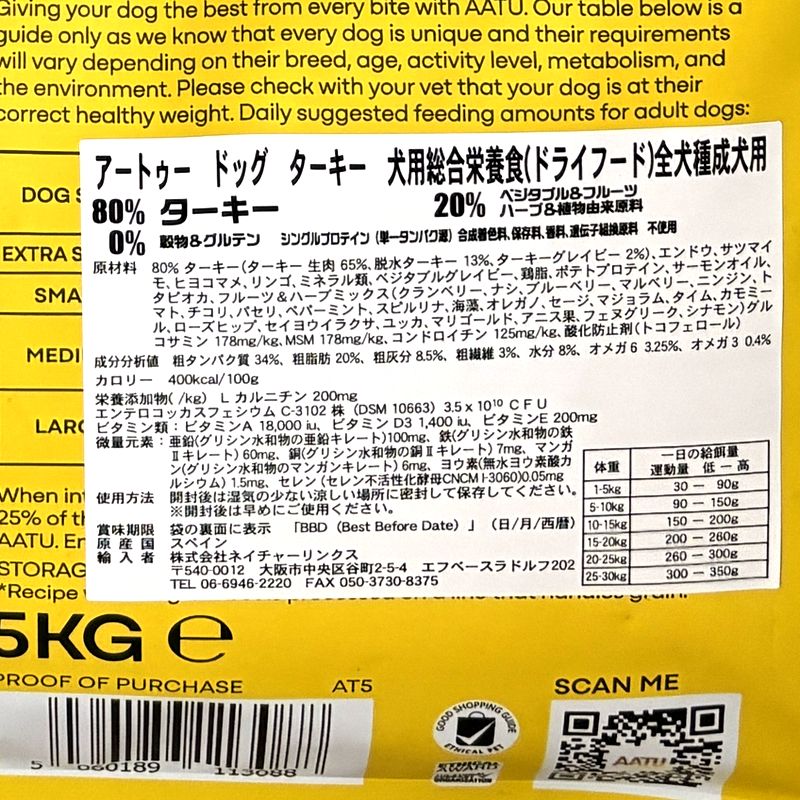 Giving your dog the best from every bite with AATU. Our table below is a
guide only as we know that every dog is unique and their requirements
will vary depending on their breed, age, activity level, metabolism, and
the environment. Please check with your vet that your dog is at their
correct healthy weight. Daily suggested feeding amounts for adult dogs:
アートゥー ドッグ ターキー 犬用総合栄養食(ドライフード)全犬種成犬用
80% ターキー 20% ベジタブル&フルーツ
ハーブ&植物由来原料
0% 穀物&グルテン シングルプロテイン (単一タンパク源) 合成着色料、保存料、香料、遺伝子組換原料 不使用
原材料 80% ターキー(ターキー 生肉 65%、脱水ターキー 13%、ターキーグレイビー 2%)、エンドウ、サツマイ
モ、ヒヨコマメ、リンゴ、ミネラル類、ベジタブルグレイビー、鶏脂、ポテトプロテイン、サーモンオイル、
タピオカ、フルーツ&ハーブミックス(クランベリー、ナシ、ブルーベリー、マルベリー、ニンジン、ト
マト、チコリ、パセリ、ペパーミント、スピルリナ、海藻、オレガノ、セージ、マジョラム、タイム、カモミー
ル、ローズヒップ、セイヨウイラクサ、ユッカ、マリゴールド、アニス果、フェヌグリーク、シナモン)グル
コサミン 178mg/kg、MSM 178mg/kg、コンドロイチン 125mg/kg、酸化防止剤(トコフェロール)
成分分析値 粗タンパク質 34%、粗脂肪 20%、粗灰分 8.5%、粗繊維 3%、水分 8%、オメガ6 3.25%、オメガ3 0.4%
カロリー 400kcal/100g
栄養添加物( /kg) L カルニチン 200mg
エンテロコッカスフェシウム C-3102 株 (DSM 10663) 3.5 x 10¹⁰ CFU
ビタミン類:ビタミンA 18,000 iu、ビタミン D3 1,400 iu、ビタミンE 200mg
微量元素:亜鉛(グリシン水和物の亜鉛キレート)100mg、鉄(グリシン水和物の鉄
Ⅱキレート) 60mg、銅(グリシン水和物の銅Ⅱキレート) 7mg、マンガ
ン(グリシン水和物のマンガンキレート) 6mg、ヨウ素(無水ヨウ素酸カ
ルシウム) 1.5mg、セレン (セレン不活性化酵母CNCM I-3060)0.05mg
使用方法 開封後は湿気の少ない涼しい場所に密封して保存してください。
※開封後は早めにご使用ください。
賞味期限 袋の裏面に表示 「BBD (Best Before Date)」(日/月/西暦)
原産国 スペイン
輸入者 株式会社ネイチャーリンクス
〒540-0012 大阪市中央区谷町2-5-4 エフベースラドルフ202
TEL 06-6946-2220 FAX 050-3730-8375
体重 一日の給餌量
運動量 低 ー 高
1-5kg 30 ー 90g
5-10kg 90 ー 150g
10-15kg 150 ー 200g
15-20kg 200 ー 260g
20-25kg 260 ー 300g
25-30kg 300 ー 350g
DOG
EXTRA
SMA
MEDI
LARG
When int
25% of th
AATU. En
STORAG
*Recipe
5KG e
PROOF OF PURCHASE AT5
SCAN ME
5 060189 113088
GOOD SHOPPING GUIDE
ETHICAL PET
AATU